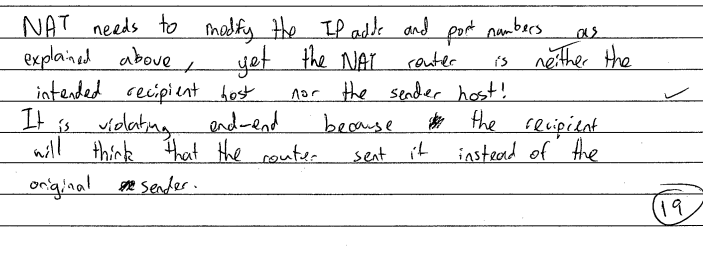 NAT needs to modify the IP addr and port numbers as
explained above, yet the NAT router is neither the
intended recipient host nor the sender host!
It is violating end-end because the recipient
will think that the router sent it instead of the
original sender.
19